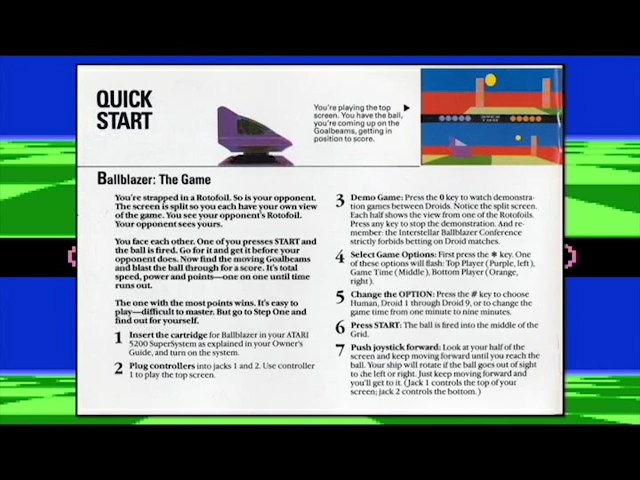 QUICK
START
You're playing the top
screen. You have the ball,
you're coming up on the
Goalbeams, getting in
position to score.
Ballblazer: The Game
You're strapped in a Rotofoil. So is your opponent.
The screen is split so you each have your own view
of the game. You see your opponent's Rotofoil.
Your opponent sees yours.
You face each other. One of you presses START and
the ball is fired. Go for it and get it before your
opponent does. Now find the moving Goalbeams
and blast the ball through for a score. It's total
speed, power and points—one on one until time
runs out.
The one with the most points wins. It's easy to
play—difficult to master. But go to Step One and
find out for yourself.
1 Insert the cartridge for Ballblazer in your ATARI
5200 SuperSystem as explained in your Owner's
Guide, and turn on the system.
2 Plug controllers into jacks 1 and 2. Use controller
1 to play the top screen.
3 Demo Game: Press the 0 key to watch demonstra-
tion games between Droids. Notice the split screen.
Each half shows the view from one of the Rotofoils.
Press any key to stop the demonstration. And re-
member: the Interstellar Ballblazer Conference
strictly forbids betting on Droid matches.
4 Select Game Options: First press the * key. One
of these options will flash: Top Player (Purple, left),
Game Time (Middle), Bottom Player (Orange,
right).
5 Change the OPTION: Press the # key to choose
Human, Droid 1 through Droid 9, or to change the
game time from one minute to nine minutes.
6 Press START: The ball is fired into the middle of the
Grid.
7 Push joystick forward: Look at your half of the
screen and keep moving forward until you reach the
ball. Your ship will rotate if the ball goes out of sight
to the left or right. Just keep moving forward and
you'll get to it. (Jack 1 controls the top of your
screen; jack 2 controls the bottom.)